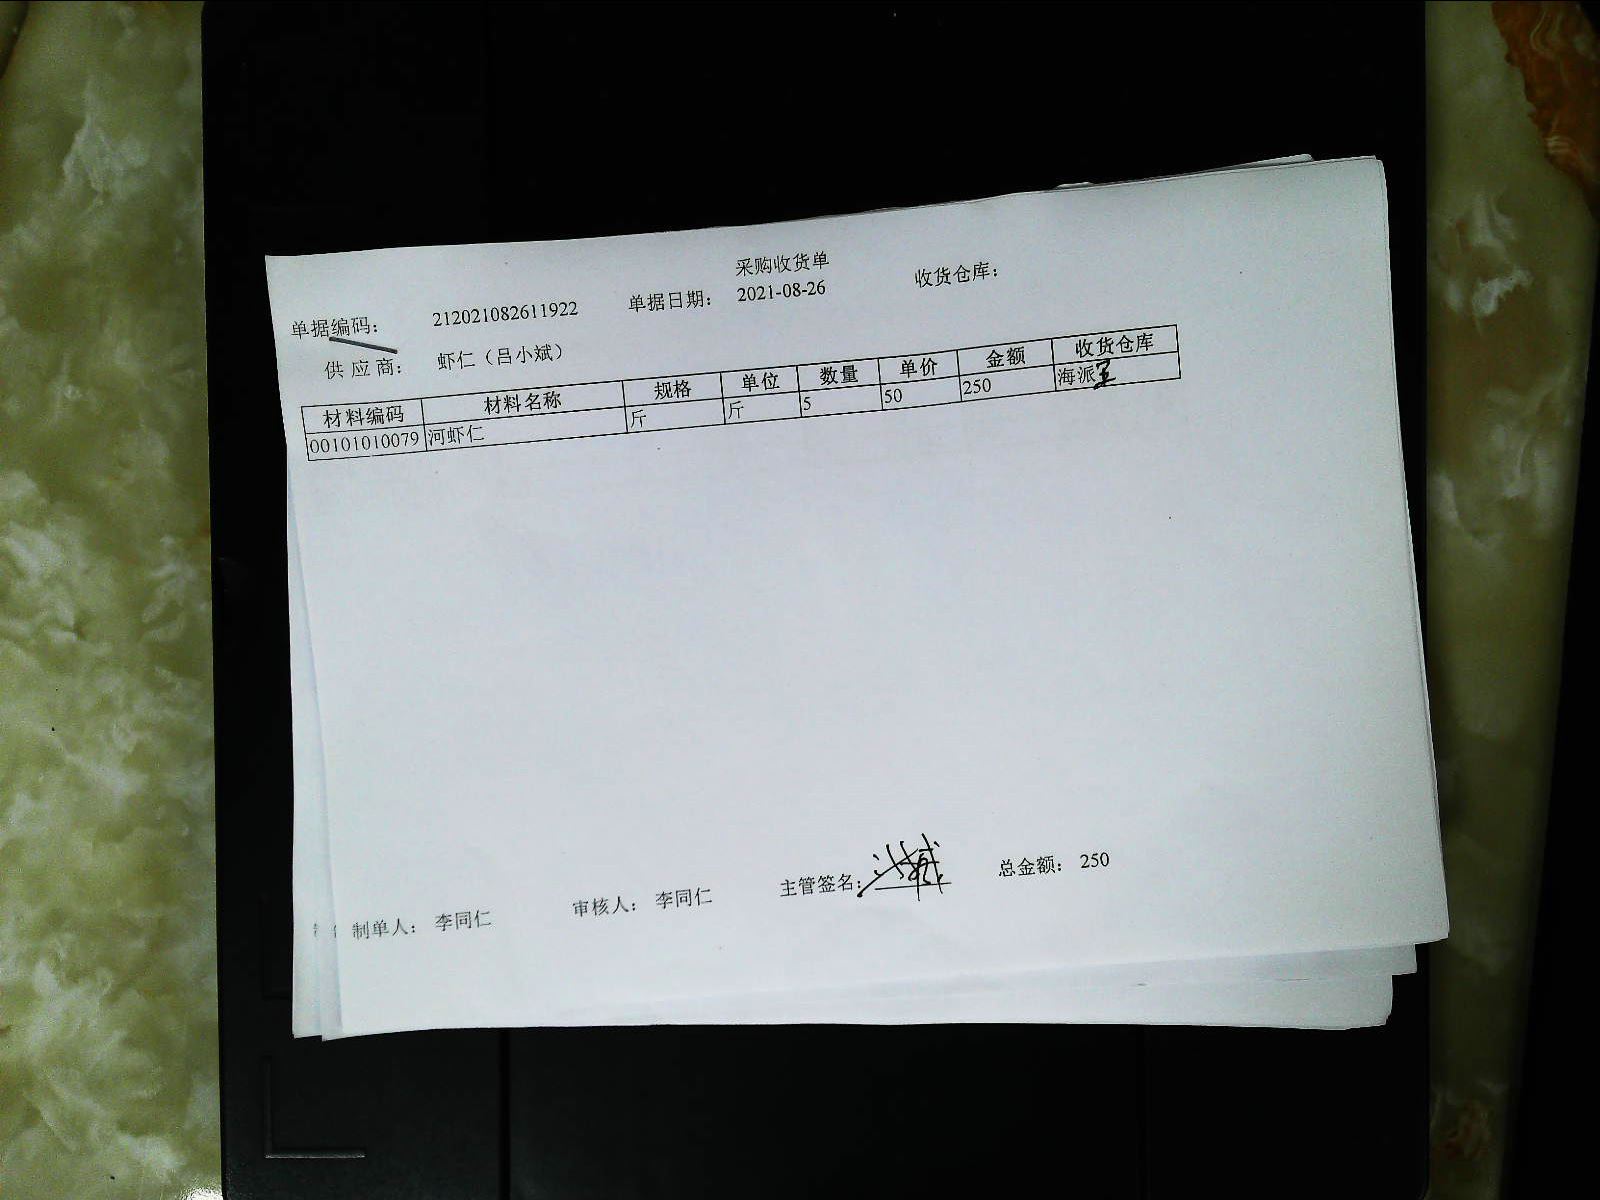 采购收货单
单据编码: 212021082611922 单据日期: 2021-08-26 收货仓库:
供应商: 虾仁（吕小斌）
材料编码 材料名称 规格 单位 数量 单价 金额 收货仓库
00101010079 河虾仁 斤 斤 5 50 250 海派
制单人: 李同仁 审核人: 李同仁 主管签名: 总金额: 250